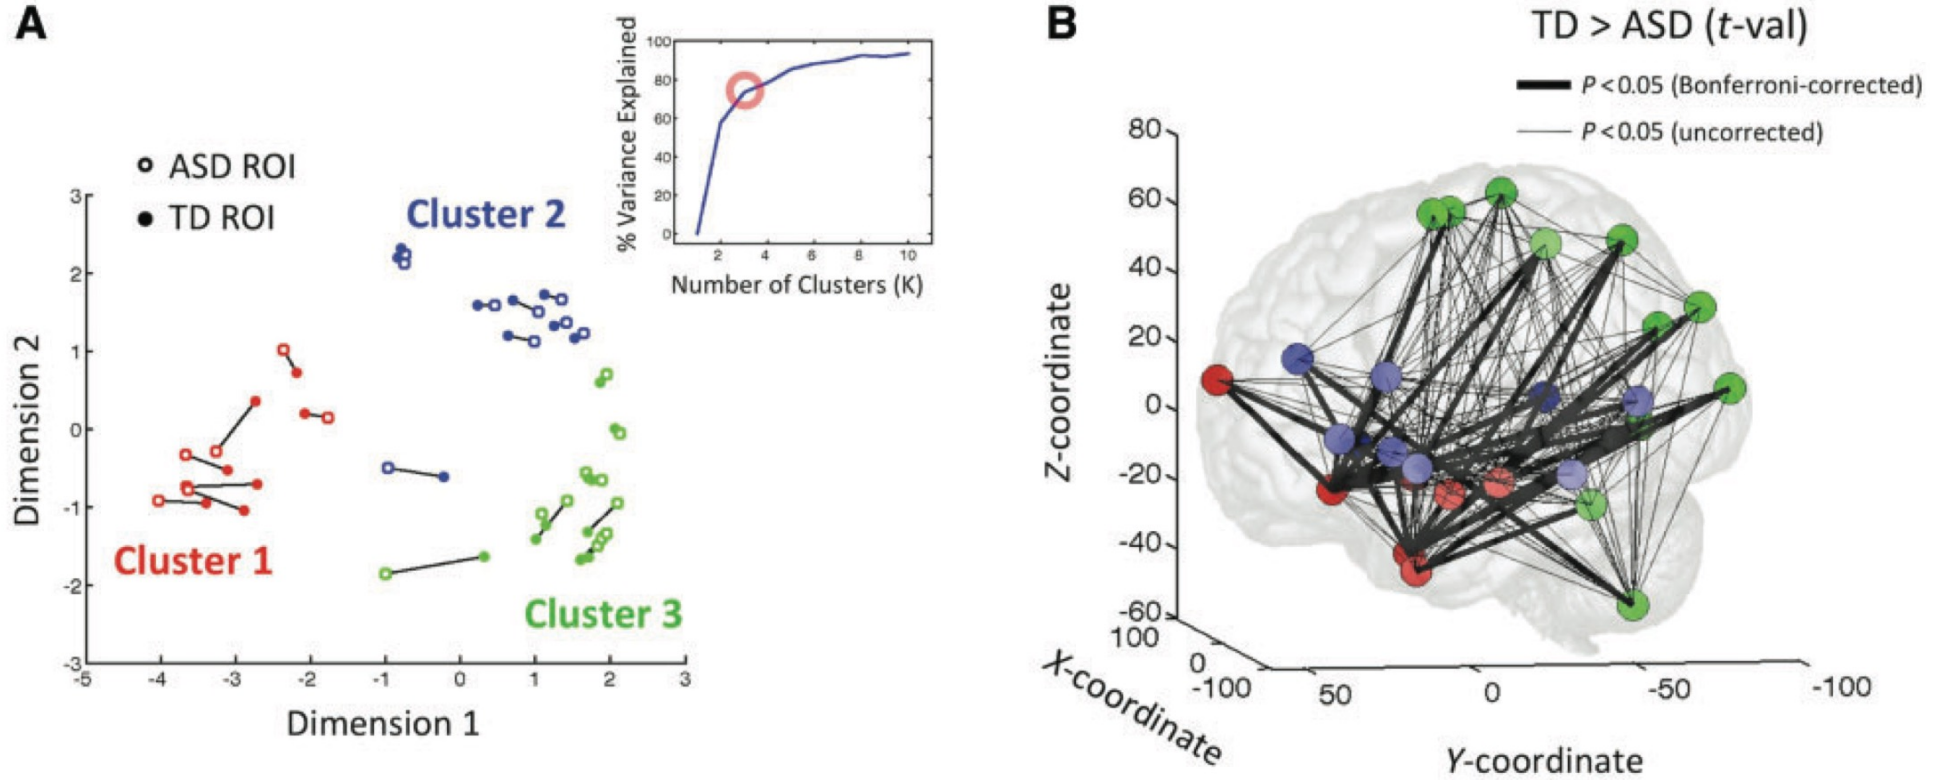 A
ASD ROI
TD ROI
Cluster 2
Cluster 1
Cluster 3
3
2
1
0
-1
-2
-3
-5 -4 -3 -2 -1 0 1 2 3
Dimension 2
Dimension 1
% Variance Explained
100
80
60
40
20
0
2 4 6 8 10
Number of Clusters (K)
B
TD > ASD (t-val)
P < 0.05 (Bonferroni-corrected)
P < 0.05 (uncorrected)
80
60
40
20
0
-20
-40
-60
Z-coordinate
100
0
-100
X-coordinate
50 0 -50 -100
Y-coordinate